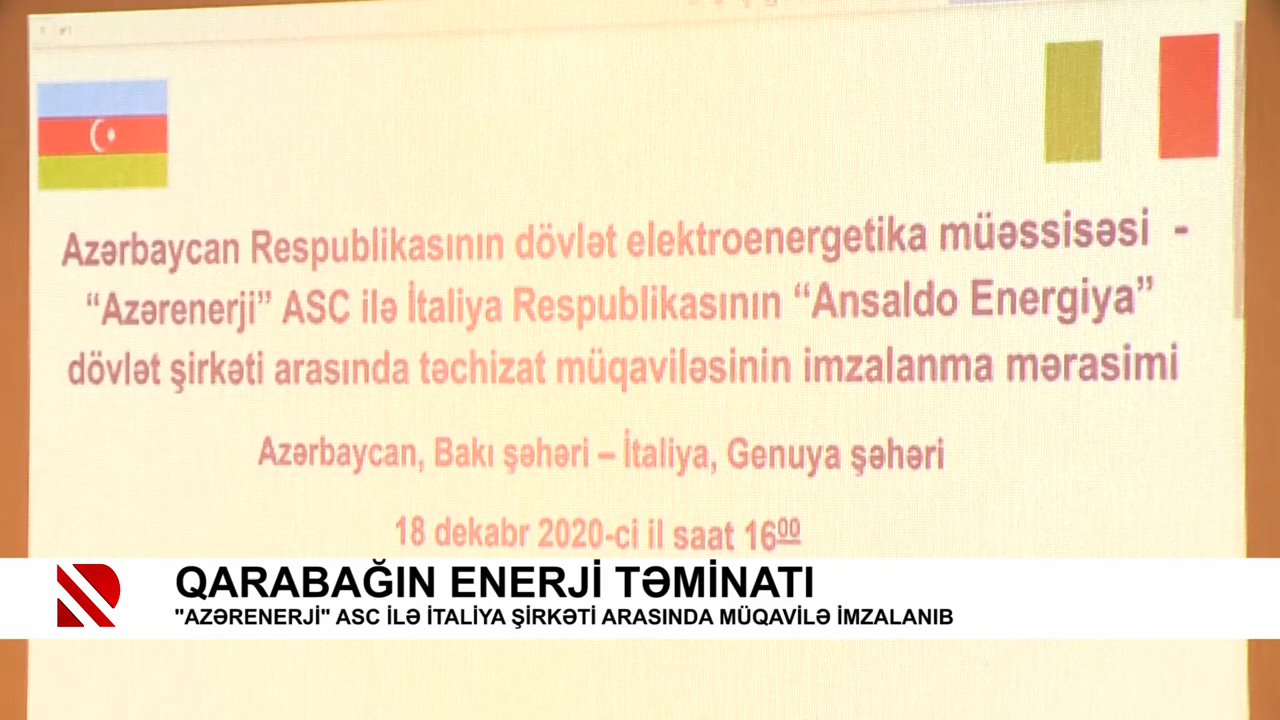 Azərbaycan Respublikasının dövlət elektroenergetika müəssisəsi -
“Azərenerji” ASC ilə İtaliya Respublikasının “Ansaldo Energiya”
dövlət şirkəti arasında təchizat müqaviləsinin imzalanma mərasimi
Azərbaycan, Bakı şəhəri – İtaliya, Genuya şəhəri
18 dekabr 2020-ci il saat 16⁰⁰
QARABAĞIN ENERJİ TƏMİNATI
"AZƏRENERJİ" ASC İLƏ İTALİYA ŞİRKƏTİ ARASINDA MÜQAVİLƏ İMZALANIB